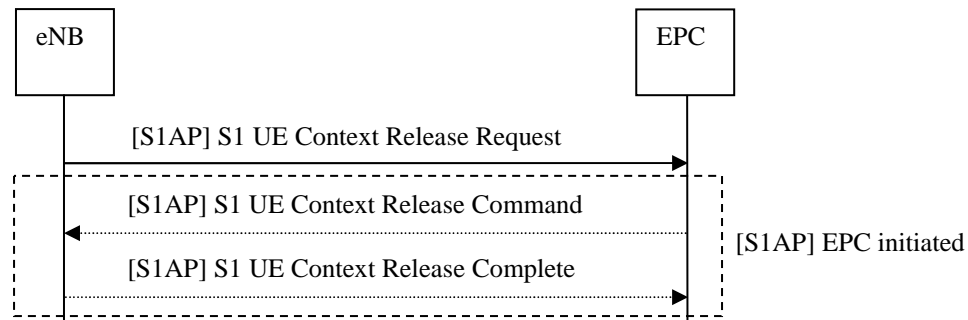 eNB
EPC
[S1AP] S1 UE Context Release Request
[S1AP] S1 UE Context Release Command
[S1AP] EPC initiated
[S1AP] S1 UE Context Release Complete